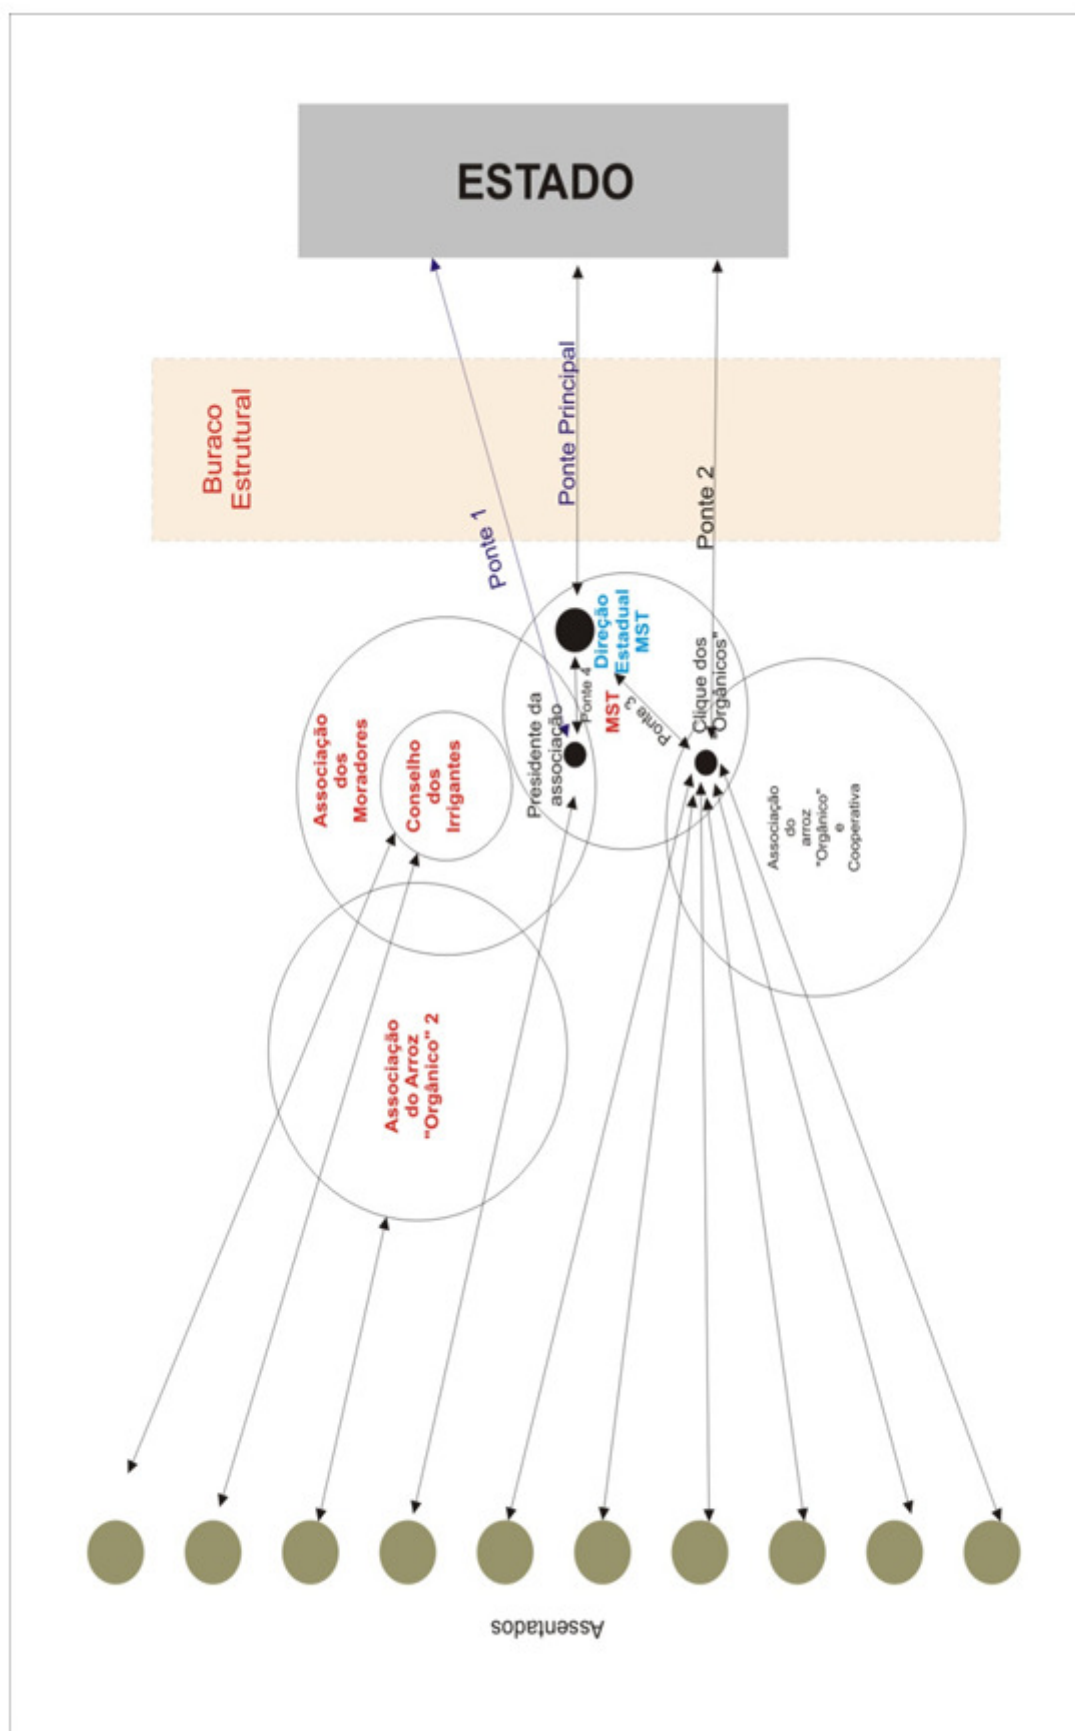 ESTADO
Buraco
Estrutural
Ponte 1
Ponte Principal
Ponte 2
Associação
dos
Moradores
Conselho
dos
Irrigantes
Presidente da
associação
Ponte 4
MST
Direção
Estadual
MST
Ponte 3
Clique dos
"Orgânicos"
Associação
do
arroz
"Orgânico"
e
Cooperativa
Associação
do Arroz
"Orgânico" 2
Assentados